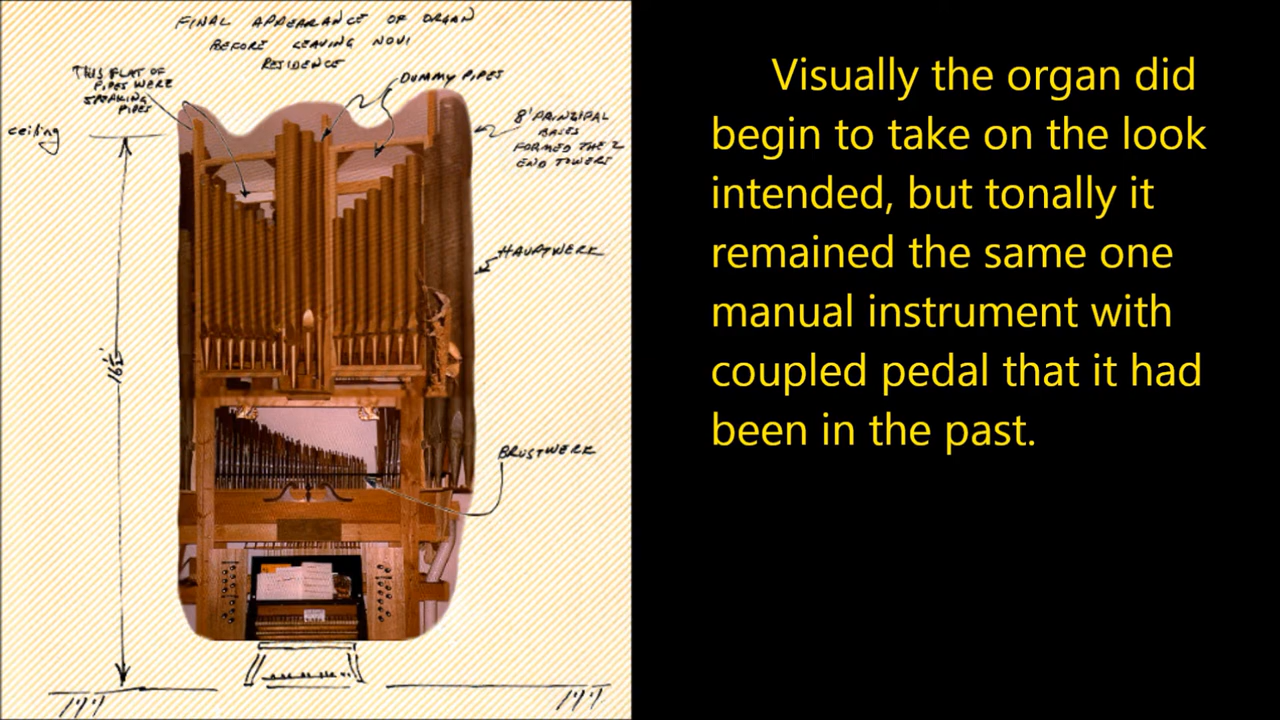 FINAL APPEARANCE OF ORGAN
BEFORE LEAVING NOVI
RESIDENCE
THIS FLAT OF
PIPES WERE
SPEAKING
PIPES
DUMMY PIPES
ceiling
8' PRINCIPAL
BASES
FORMED THE 2
END TOWERS
HAUPTWERK
16½'
BRUSTWERK
Visually the organ did
begin to take on the look
intended, but tonally it
remained the same one
manual instrument with
coupled pedal that it had
been in the past.